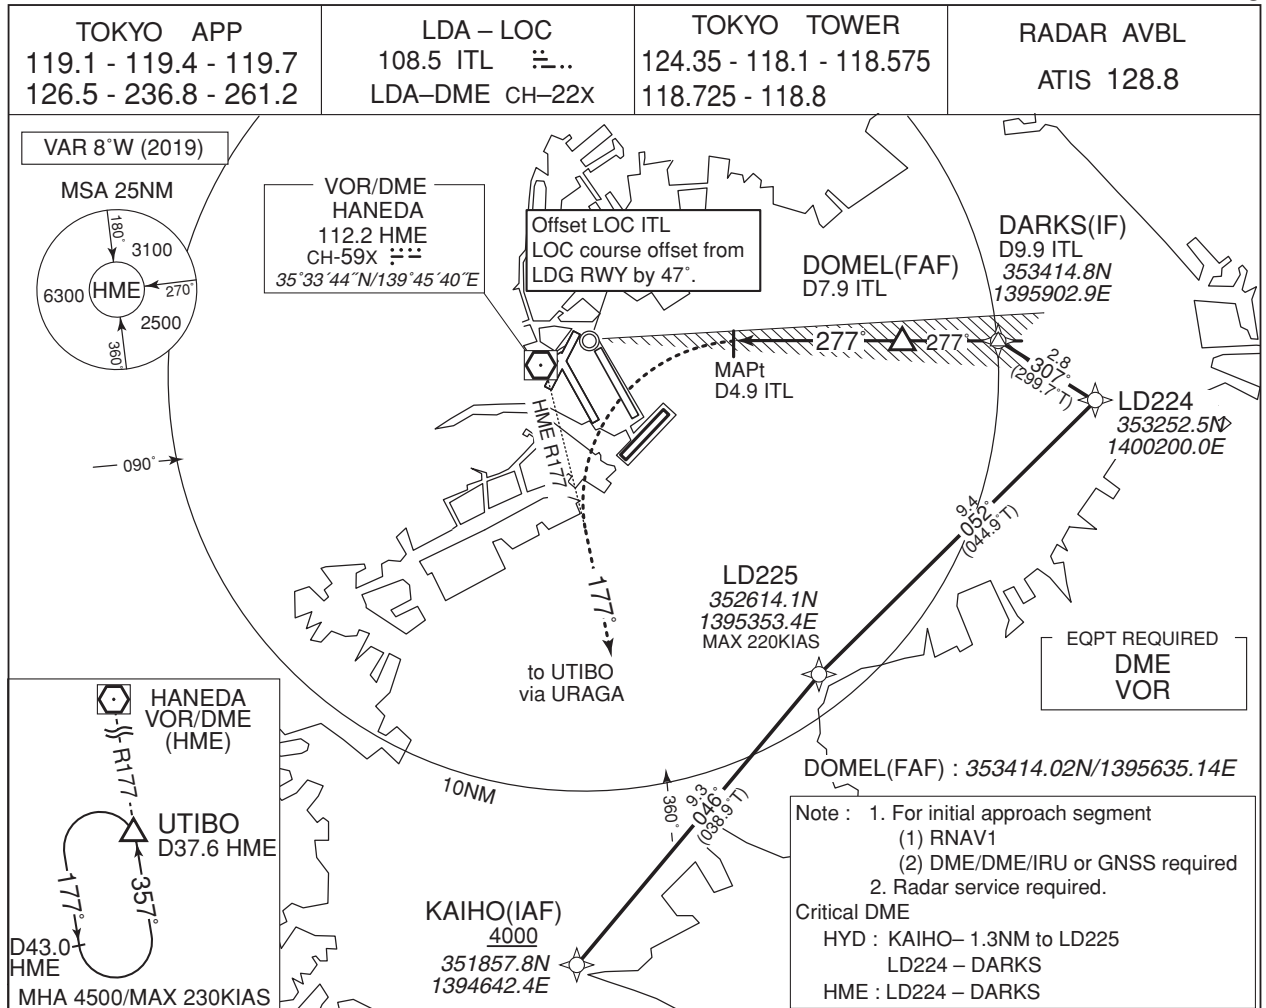 TOKYO APP
119.1 - 119.4 - 119.7
126.5 - 236.8 - 261.2
LDA – LOC
108.5 ITL
LDA–DME CH–22X
TOKYO TOWER
124.35 - 118.1 - 118.575
118.725 - 118.8
RADAR AVBL
ATIS 128.8
VAR 8˚W (2019)
MSA 25NM
180˚
3100
6300
HME
270˚
2500
360˚
VOR/DME
HANEDA
112.2 HME
CH-59X
35˚33´44˝N/139˚45´40˝E
Offset LOC ITL
LOC course offset from
LDG RWY by 47˚.
DOMEL(FAF)
D7.9 ITL
DARKS(IF)
D9.9 ITL
353414.8N
1395902.9E
277˚
277˚
MAPt
D4.9 ITL
2.8
307˚
(299.7˚T)
LD224
353252.5N
1400200.0E
HME R177
090˚
9.4
052˚
(044.9˚T)
LD225
352614.1N
1395353.4E
MAX 220KIAS
177˚
to UTIBO
via URAGA
EQPT REQUIRED
DME
VOR
10NM
360˚
9.3
046˚
(038.9˚T)
DOMEL(FAF) : 353414.02N/1395635.14E
HANEDA
VOR/DME
(HME)
R177
UTIBO
D37.6 HME
177˚
357˚
D43.0
HME
MHA 4500/MAX 230KIAS
KAIHO(IAF)
4000
351857.8N
1394642.4E
Note : 1. For initial approach segment
(1) RNAV1
(2) DME/DME/IRU or GNSS required
2. Radar service required.
Critical DME
HYD : KAIHO– 1.3NM to LD225
LD224 – DARKS
HME : LD224 – DARKS